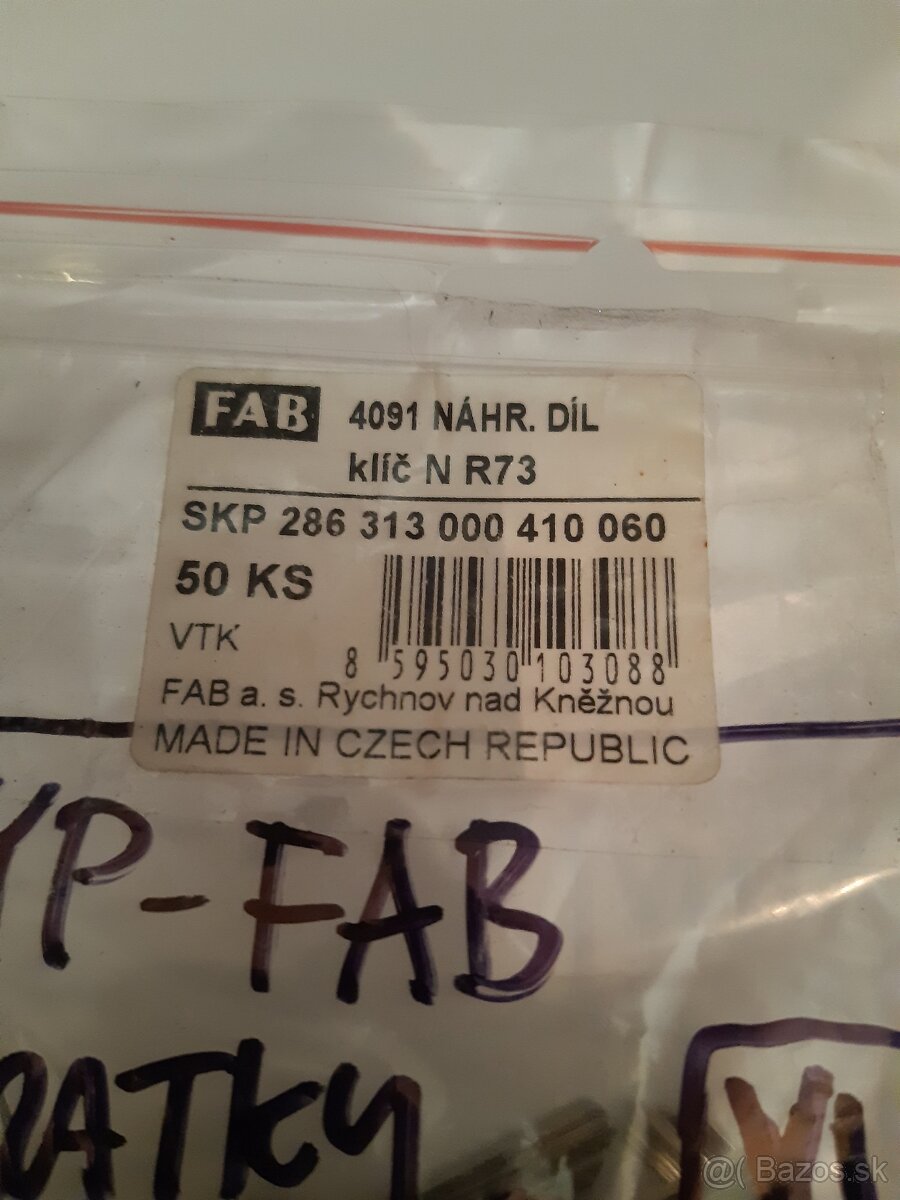 FAB 4091 NÁHR. DÍL
klíč N R73
SKP 286 313 000 410 060
50 KS
VTK
8 595030 103088
FAB a. s. Rychnov nad Kněžnou
MADE IN CZECH REPUBLIC
YP-FAB
RATKY
@( Bazos.sk